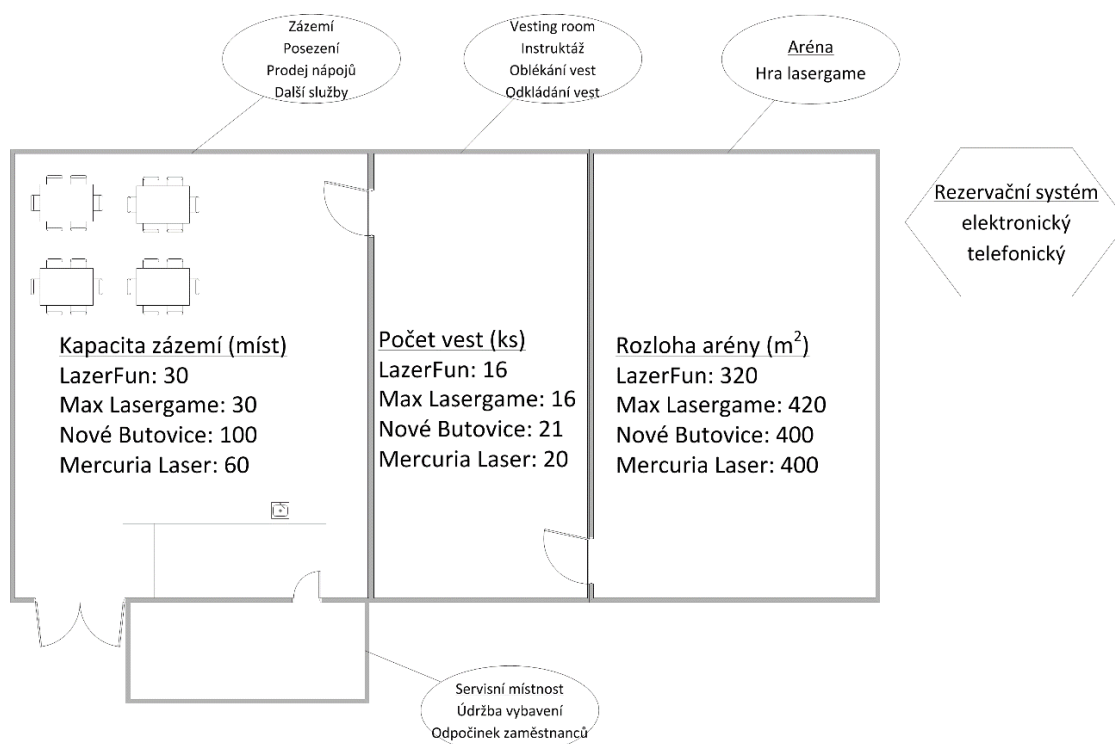 Zázemí
Posezení
Prodej nápojů
Další služby
Vesting room
Instruktáž
Oblékání vest
Odkládání vest
Aréna
Hra lasergame
Rezervační systém
elektronický
telefonický
Kapacita zázemí (míst)
LazerFun: 30
Max Lasergame: 30
Nové Butovice: 100
Mercuria Laser: 60
Počet vest (ks)
LazerFun: 16
Max Lasergame: 16
Nové Butovice: 21
Mercuria Laser: 20
Rozloha arény (m²)
LazerFun: 320
Max Lasergame: 420
Nové Butovice: 400
Mercuria Laser: 400
Servisní místnost
Údržba vybavení
Odpočinek zaměstnanců